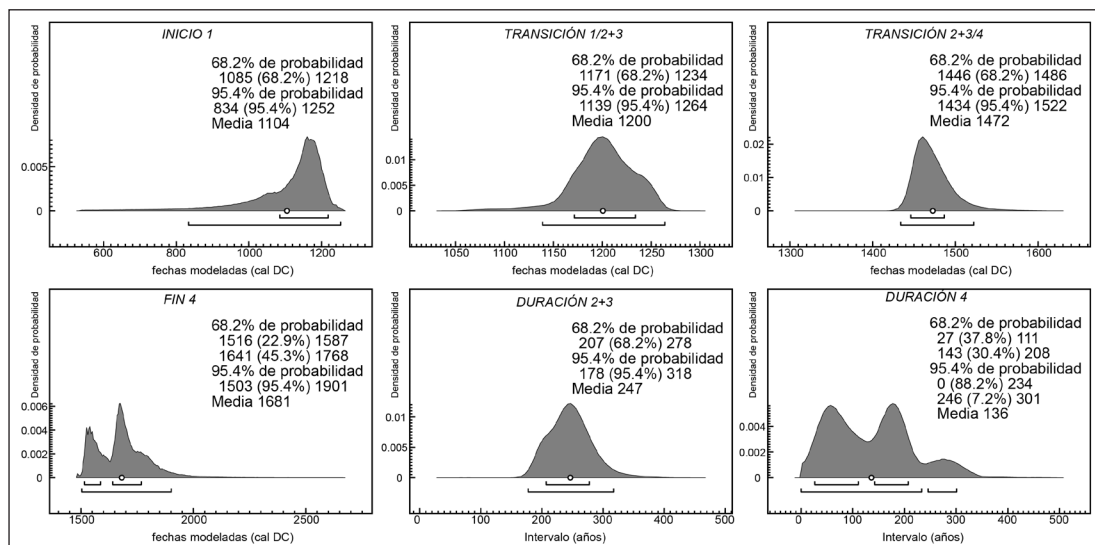 INICIO 1
Densidad de probabilidad
68.2% de probabilidad
1085 (68.2%) 1218
95.4% de probabilidad
834 (95.4%) 1252
Media 1104
0.005
0
600 800 1000 1200
fechas modeladas (cal DC)
TRANSICIÓN 1/2+3
Densidad de probabilidad
68.2% de probabilidad
1171 (68.2%) 1234
95.4% de probabilidad
1139 (95.4%) 1264
Media 1200
0.01
0.005
0
1050 1100 1150 1200 1250 1300
fechas modeladas (cal DC)
TRANSICIÓN 2+3/4
Densidad de probabilidad
68.2% de probabilidad
1446 (68.2%) 1486
95.4% de probabilidad
1434 (95.4%) 1522
Media 1472
0.02
0.01
0
1300 1400 1500 1600
fechas modeladas (cal DC)
FIN 4
Densidad de probabilidad
68.2% de probabilidad
1516 (22.9%) 1587
1641 (45.3%) 1768
95.4% de probabilidad
1503 (95.4%) 1901
Media 1681
0.006
0.004
0.002
0
1500 2000 2500
fechas modeladas (cal DC)
DURACIÓN 2+3
Densidad de probabilidad
68.2% de probabilidad
207 (68.2%) 278
95.4% de probabilidad
178 (95.4%) 318
Media 247
0.01
0.005
0
0 100 200 300 400 500
Intervalo (años)
DURACIÓN 4
Densidad de probabilidad
68.2% de probabilidad
27 (37.8%) 111
143 (30.4%) 208
95.4% de probabilidad
0 (88.2%) 234
246 (7.2%) 301
Media 136
0.006
0.004
0.002
0
0 100 200 300 400 500
Intervalo (años)